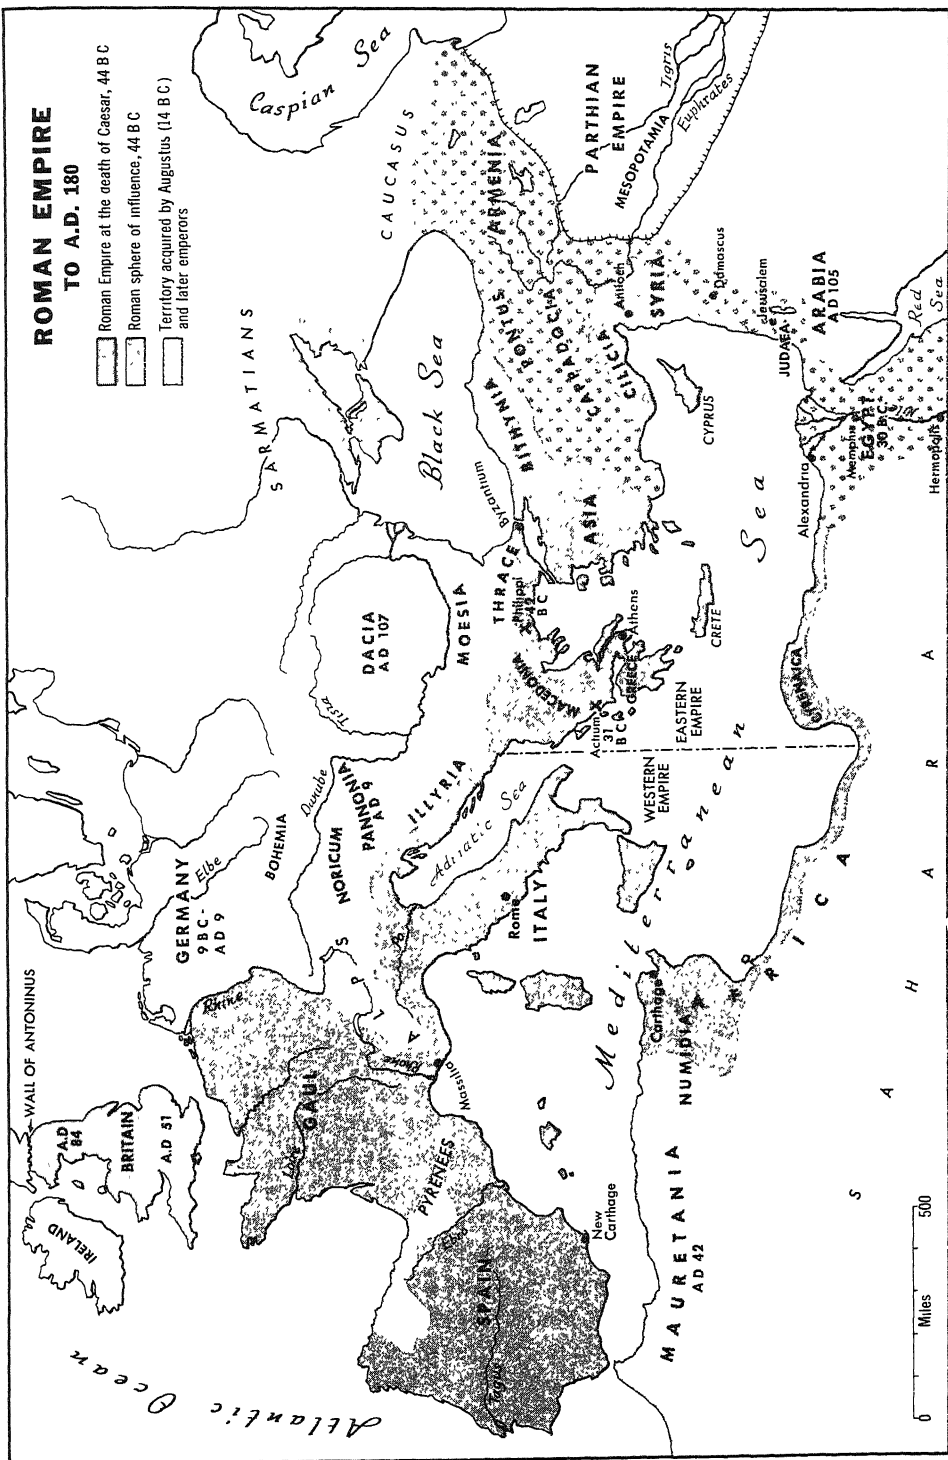 ROMAN EMPIRE
TO A.D. 180
Roman Empire at the death of Caesar, 44 BC
Roman sphere of influence, 44 BC
Territory acquired by Augustus (14 BC)
and later emperors
WALL OF ANTONINUS
A.D
84
BRITAIN
A.D 51
IRELAND
Atlantic Ocean
GERMANY
9 BC-
AD 9
Elbe
Rhine
BOHEMIA
Danube
NORICUM
PANNONIA
AD 9
Tisia
DACIA
AD 107
MOESIA
SARMATIANS
CAUCASUS
Caspian Sea
Black Sea
GAUL
Loire
Rhone
ALPS
Massilia
PYRENEES
Ebro
SPAIN
Tagus
New
Carthage
ILLYRIA
Adriatic Sea
Rome
ITALY
THRACE
Byzantium
Philippi
42
BC
MACEDONIA
Actium
31
BC
GREECE
Athens
CRETE
BITHYNIA
PONTUS
ASIA
CAPPADOCIA
CILICIA
ARMENIA
PARTHIAN
EMPIRE
MESOPOTAMIA
Tigris
Euphrates
Antioch
SYRIA
Damascus
CYPRUS
Jerusalem
JUDAEA
ARABIA
AD 105
Red
Sea
WESTERN
EMPIRE
EASTERN
EMPIRE
Mediterranean Sea
MAURETANIA
AD 42
NUMIDIA
Carthage
AFRICA
CYRENAICA
Alexandria
Memphis
EGYPT
30 B.C.
Nile
Hermopolis
SAHARA
0 Miles 500